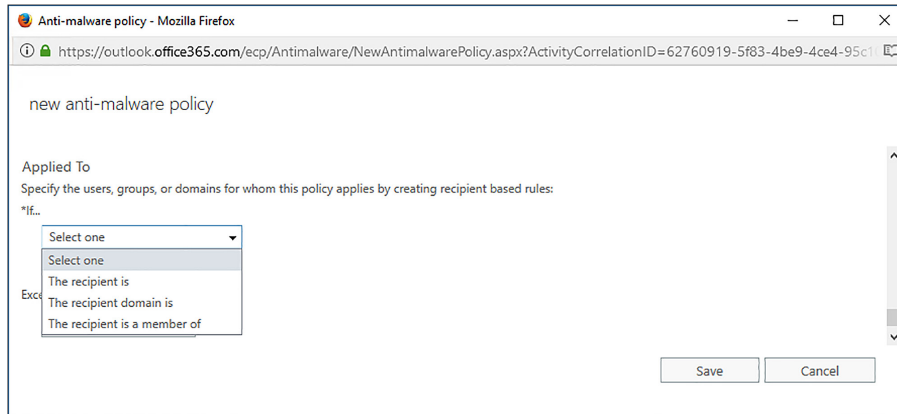 Anti-malware policy - Mozilla Firefox
https://outlook.office365.com/ecp/Antimalware/NewAntimalwarePolicy.aspx?ActivityCorrelationID=62760919-5f83-4be9-4ce4-95c1
new anti-malware policy
Applied To
Specify the users, groups, or domains for whom this policy applies by creating recipient based rules:
*If...
Select one
Select one
The recipient is
Exce
The recipient domain is
The recipient is a member of
Save Cancel